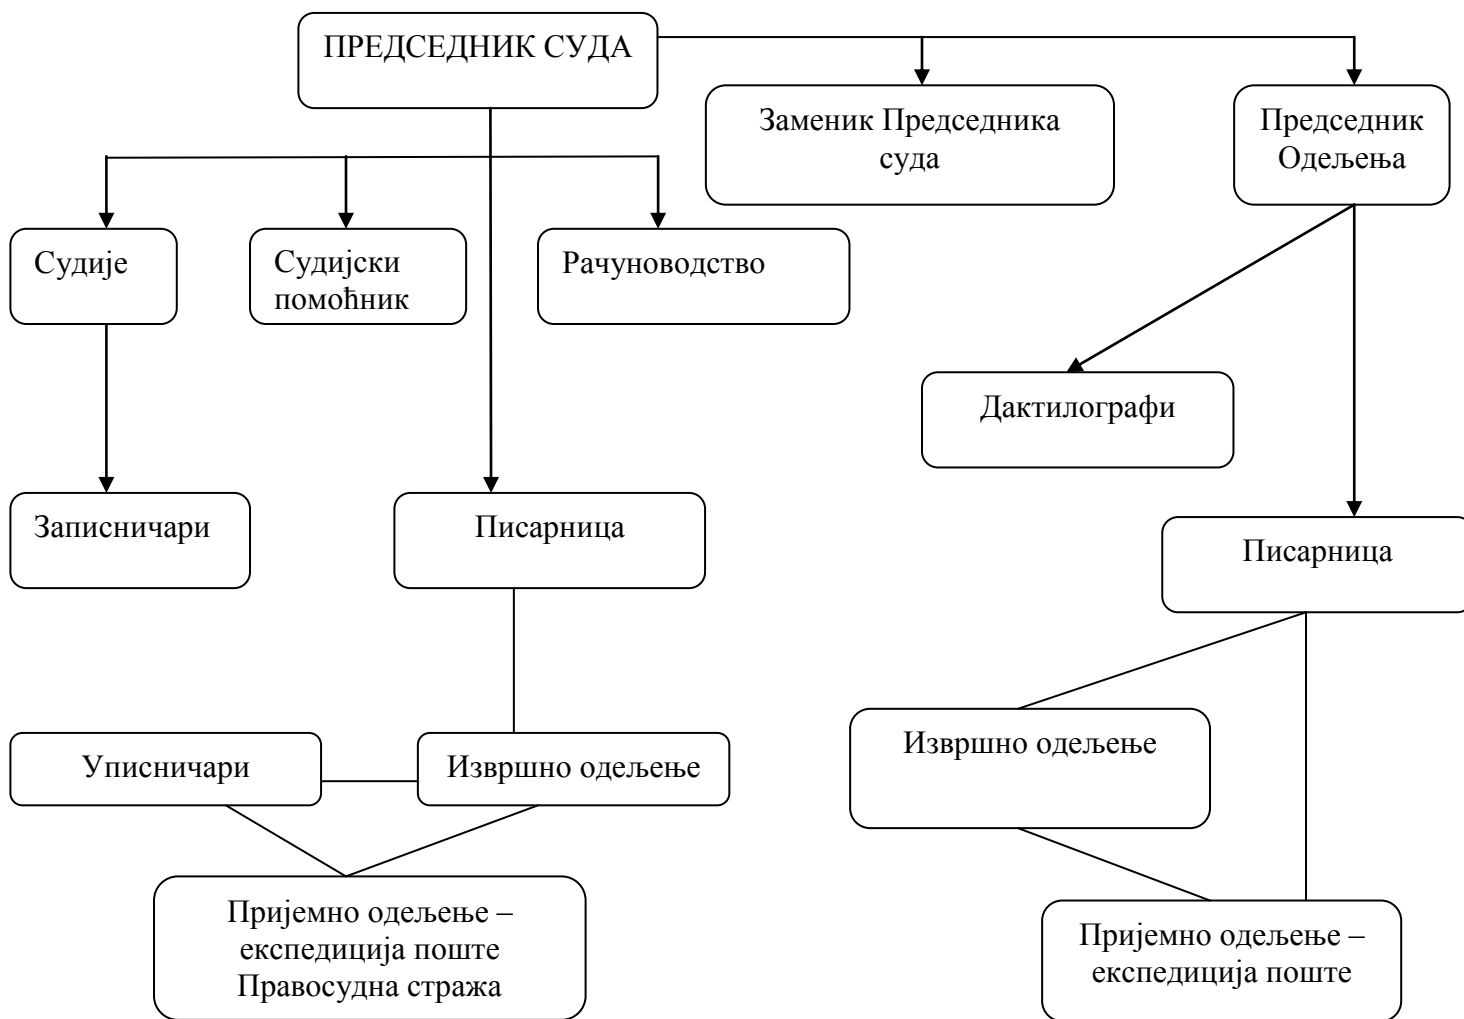 ПРЕДСЕДНИК СУДА
Заменик Председника
суда
Председник
Одељења
Судије
Судијски
помоћник
Рачуноводство
Дактилографи
Записничари
Писарница
Писарница
Извршно одељење
Уписничари
Извршно одељење
Пријемно одељење –
експедиција поште
Правосудна стража
Пријемно одељење –
експедиција поште